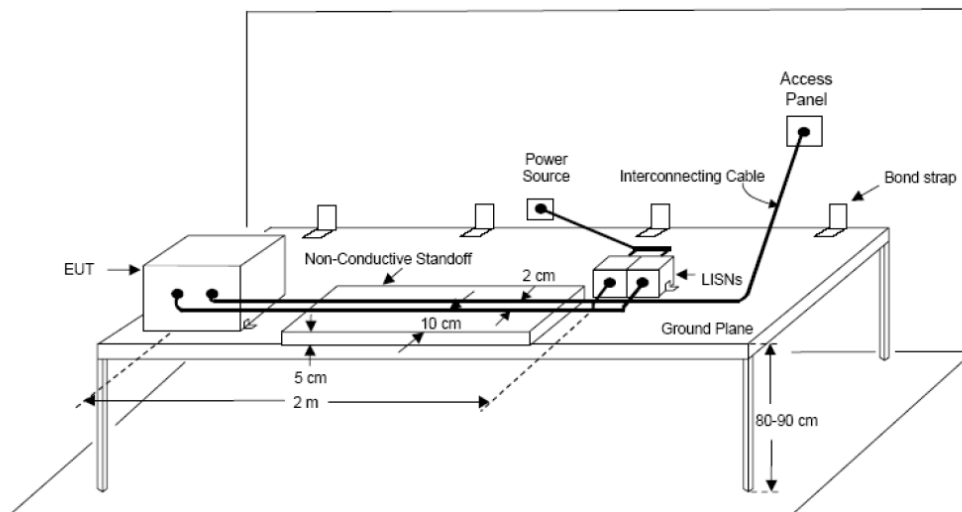 Access
Panel
Power
Source
Interconnecting Cable
Bond strap
EUT
Non-Conductive Standoff
2 cm
LISNs
10 cm
Ground Plane
5 cm
2 m
80-90 cm